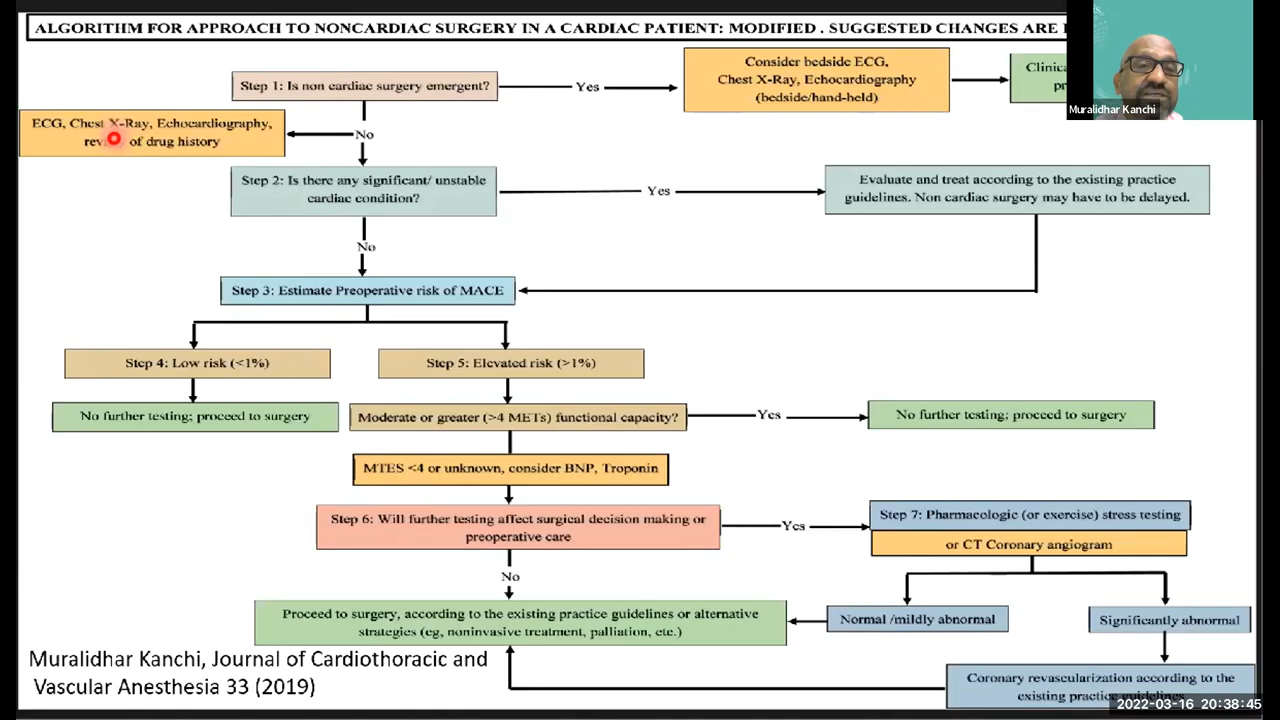 ALGORITHM FOR APPROACH TO NONCARDIAC SURGERY IN A CARDIAC PATIENT: MODIFIED . SUGGESTED CHANGES ARE
Step 1: Is non cardiac surgery emergent?
Yes
Consider bedside ECG,
Chest X-Ray, Echocardiography
(bedside/hand-held)
Muralidhar Kanchi
ECG, Chest X-Ray, Echocardiography,
of drug history
No
Step 2: Is there any significant/ unstable
cardiac condition?
Yes
Evaluate and treat according to the existing practice
guidelines. Non cardiac surgery may have to be delayed.
No
Step 3: Estimate Preoperative risk of MACE
Step 4: Low risk (<1%)
Step 5: Elevated risk (>1%)
No further testing; proceed to surgery
Moderate or greater (>4 METs) functional capacity?
Yes
No further testing; proceed to surgery
MTES <4 or unknown, consider BNP, Troponin
Step 6: Will further testing affect surgical decision making or
preoperative care
Yes
Step 7: Pharmacologic (or exercise) stress testing
or CT Coronary angiogram
No
Proceed to surgery, according to the existing practice guidelines or alternative
strategies (eg, noninvasive treatment, palliation, etc.)
Normal /mildly abnormal
Significantly abnormal
Coronary revascularization according to the
existing practice guidelines
Muralidhar Kanchi, Journal of Cardiothoracic and
Vascular Anesthesia 33 (2019)
2022-03-16 20:38:45